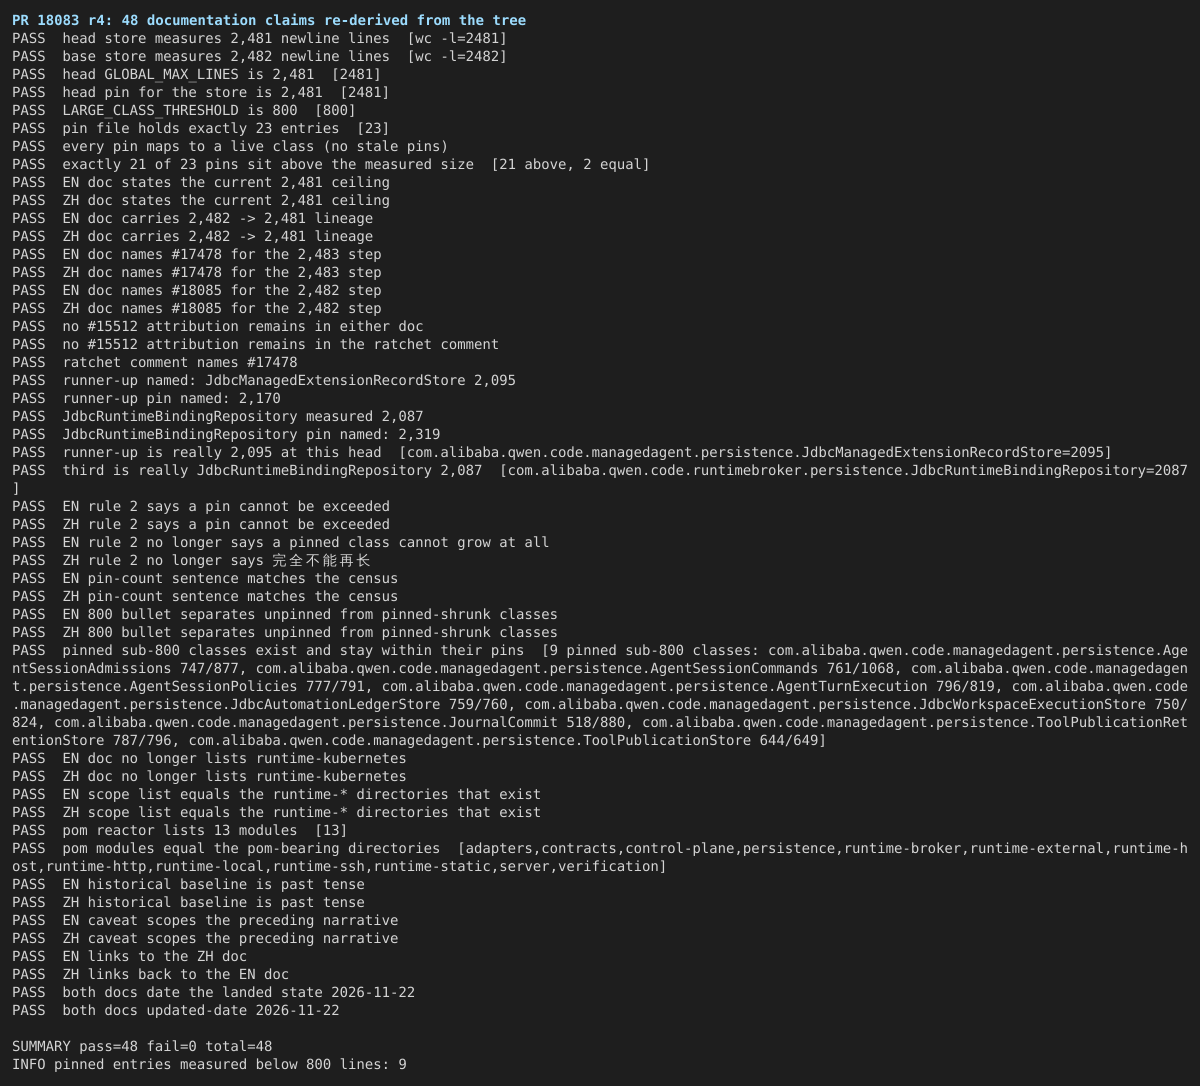 PR 18083 r4: 48 documentation claims re-derived from the tree
PASS  head store measures 2,481 newline lines  [wc -l=2481]
PASS  base store measures 2,482 newline lines  [wc -l=2482]
PASS  head GLOBAL_MAX_LINES is 2,481  [2481]
PASS  head pin for the store is 2,481  [2481]
PASS  LARGE_CLASS_THRESHOLD is 800  [800]
PASS  pin file holds exactly 23 entries  [23]
PASS  every pin maps to a live class (no stale pins)
PASS  exactly 21 of 23 pins sit above the measured size  [21 above, 2 equal]
PASS  EN doc states the current 2,481 ceiling
PASS  ZH doc states the current 2,481 ceiling
PASS  EN doc carries 2,482 -> 2,481 lineage
PASS  ZH doc carries 2,482 -> 2,481 lineage
PASS  EN doc names #17478 for the 2,483 step
PASS  ZH doc names #17478 for the 2,483 step
PASS  EN doc names #18085 for the 2,482 step
PASS  ZH doc names #18085 for the 2,482 step
PASS  no #15512 attribution remains in either doc
PASS  no #15512 attribution remains in the ratchet comment
PASS  ratchet comment names #17478
PASS  runner-up named: JdbcManagedExtensionRecordStore 2,095
PASS  runner-up pin named: 2,170
PASS  JdbcRuntimeBindingRepository measured 2,087
PASS  JdbcRuntimeBindingRepository pin named: 2,319
PASS  runner-up is really 2,095 at this head  [com.alibaba.qwen.code.managedagent.persistence.JdbcManagedExtensionRecordStore=2095]
PASS  third is really JdbcRuntimeBindingRepository 2,087  [com.alibaba.qwen.code.runtimebroker.persistence.JdbcRuntimeBindingRepository=2087
]
PASS  EN rule 2 says a pin cannot be exceeded
PASS  ZH rule 2 says a pin cannot be exceeded
PASS  EN rule 2 no longer says a pinned class cannot grow at all
PASS  ZH rule 2 no longer says 完全不能再长
PASS  EN pin-count sentence matches the census
PASS  ZH pin-count sentence matches the census
PASS  EN 800 bullet separates unpinned from pinned-shrunk classes
PASS  ZH 800 bullet separates unpinned from pinned-shrunk classes
PASS  pinned sub-800 classes exist and stay within their pins  [9 pinned sub-800 classes: com.alibaba.qwen.code.managedagent.persistence.Age
ntSessionAdmissions 747/877, com.alibaba.qwen.code.managedagent.persistence.AgentSessionCommands 761/1068, com.alibaba.qwen.code.managedagen
t.persistence.AgentSessionPolicies 777/791, com.alibaba.qwen.code.managedagent.persistence.AgentTurnExecution 796/819, com.alibaba.qwen.code
.managedagent.persistence.JdbcAutomationLedgerStore 759/760, com.alibaba.qwen.code.managedagent.persistence.JdbcWorkspaceExecutionStore 750/
824, com.alibaba.qwen.code.managedagent.persistence.JournalCommit 518/880, com.alibaba.qwen.code.managedagent.persistence.ToolPublicationRet
entionStore 787/796, com.alibaba.qwen.code.managedagent.persistence.ToolPublicationStore 644/649]
PASS  EN doc no longer lists runtime-kubernetes
PASS  ZH doc no longer lists runtime-kubernetes
PASS  EN scope list equals the runtime-* directories that exist
PASS  ZH scope list equals the runtime-* directories that exist
PASS  pom reactor lists 13 modules  [13]
PASS  pom modules equal the pom-bearing directories  [adapters,contracts,control-plane,persistence,runtime-broker,runtime-external,runtime-h
ost,runtime-http,runtime-local,runtime-ssh,runtime-static,server,verification]
PASS  EN historical baseline is past tense
PASS  ZH historical baseline is past tense
PASS  EN caveat scopes the preceding narrative
PASS  ZH caveat scopes the preceding narrative
PASS  EN links to the ZH doc
PASS  ZH links back to the EN doc
PASS  both docs date the landed state 2026-11-22
PASS  both docs updated-date 2026-11-22

SUMMARY pass=48 fail=0 total=48
INFO pinned entries measured below 800 lines: 9